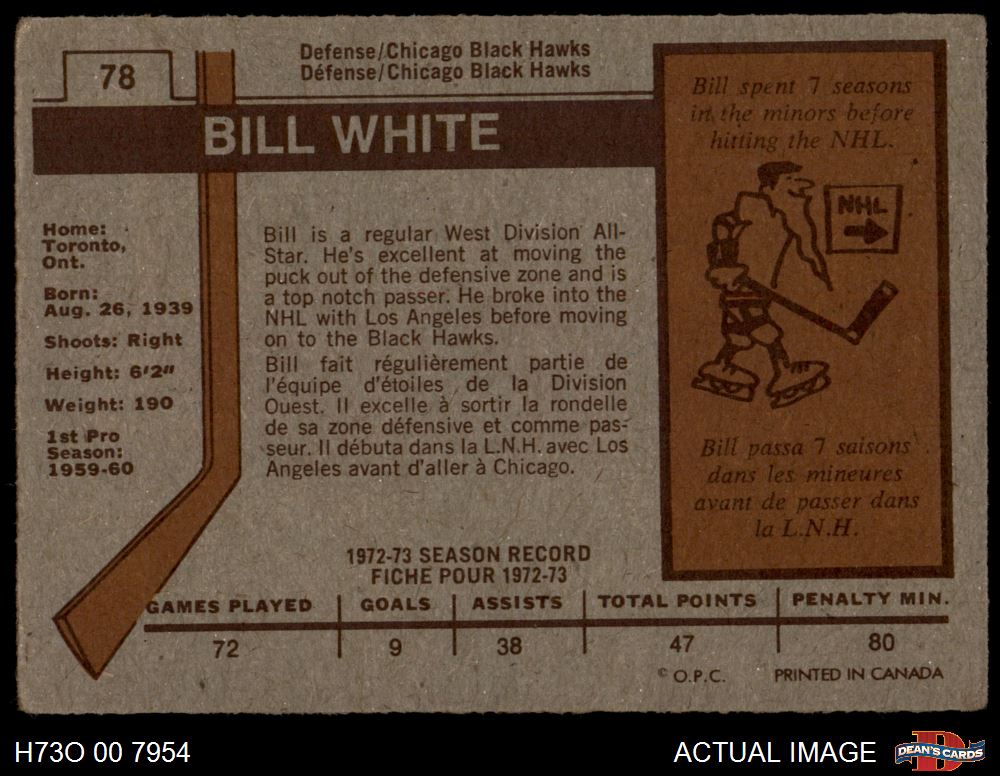 78
Defense/Chicago Black Hawks
Défense/Chicago Black Hawks
BILL WHITE
Home:
Toronto,
Ont.
Born:
Aug. 26, 1939
Shoots: Right
Height: 6'2"
Weight: 190
1st Pro
Season:
1959-60
Bill is a regular West Division All-
Star. He's excellent at moving the
puck out of the defensive zone and is
a top notch passer. He broke into the
NHL with Los Angeles before moving
on to the Black Hawks.
Bill fait régulièrement partie de
l'équipe d'étoiles de la Division
Ouest. Il excelle à sortir la rondelle
de sa zone défensive et comme pas-
seur. Il débuta dans la L.N.H. avec Los
Angeles avant d'aller à Chicago.
Bill spent 7 seasons
in the minors before
hitting the NHL.
NHL
Bill passa 7 saisons
dans les mineures
avant de passer dans
la L.N.H.
1972-73 SEASON RECORD
FICHE POUR 1972-73
GAMES PLAYED GOALS ASSISTS TOTAL POINTS PENALTY MIN.
72 9 38 47 80
© O.P.C. PRINTED IN CANADA
H73O 00 7954
ACTUAL IMAGE
D
DEAN'S CARDS